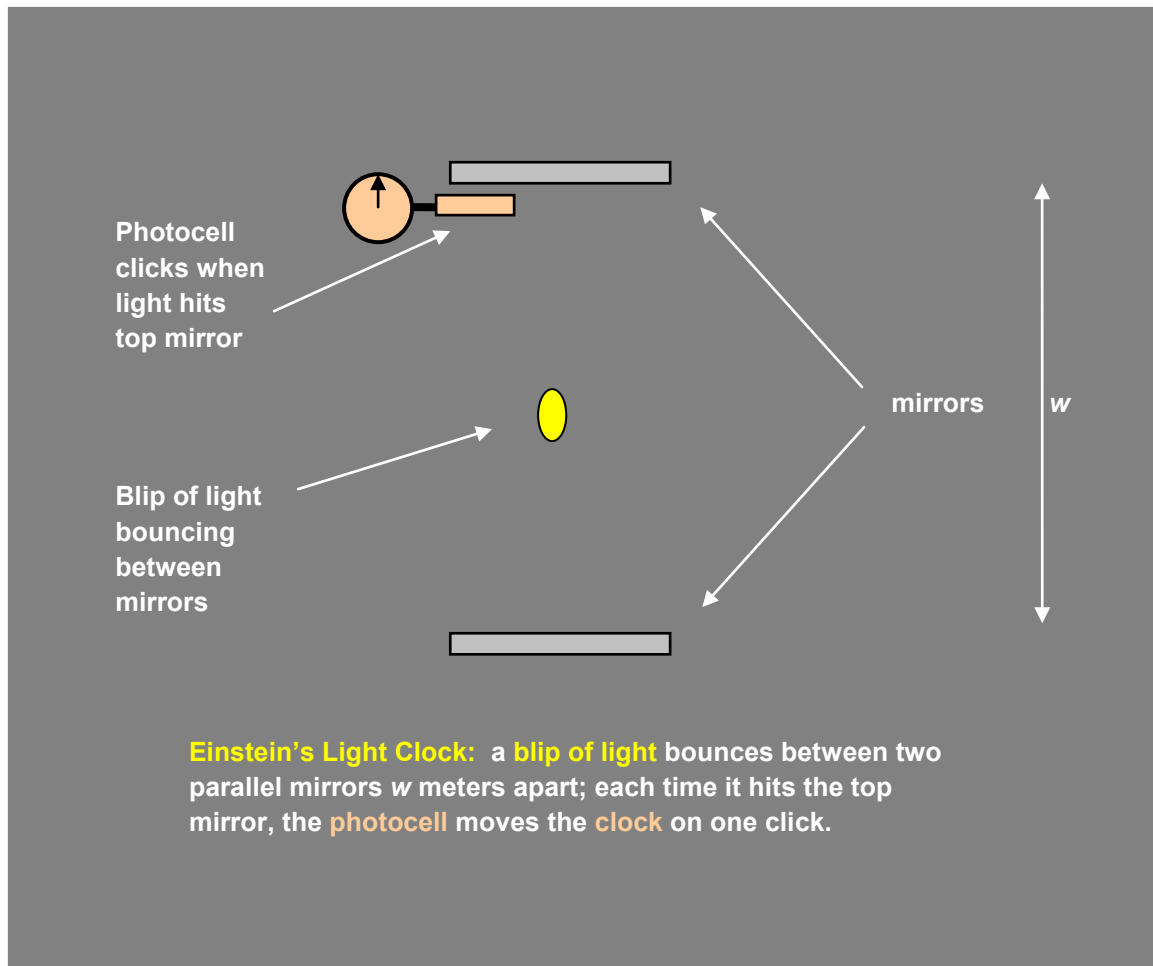 Photocell
clicks when
light hits
top mirror
mirrors
w
Blip of light
bouncing
between
mirrors
Einstein’s Light Clock:  a blip of light bounces between two
parallel mirrors w meters apart; each time it hits the top
mirror, the photocell moves the clock on one click.